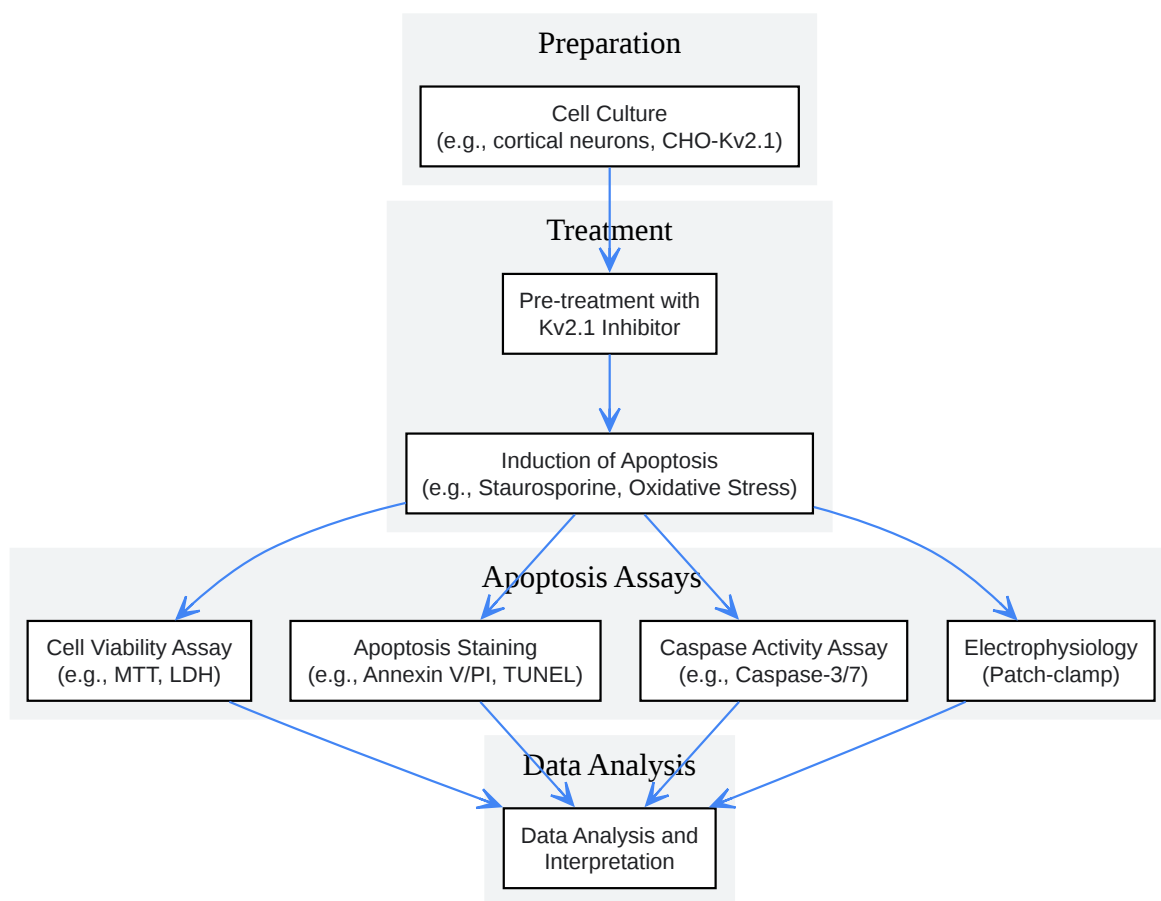 Preparation
Cell Culture
(e.g., cortical neurons, CHO-Kv2.1)
Treatment
Pre-treatment with
Kv2.1 Inhibitor
Induction of Apoptosis
(e.g., Staurosporine, Oxidative Stress)
Apoptosis Assays
Cell Viability Assay
(e.g., MTT, LDH)
Apoptosis Staining
(e.g., Annexin V/PI, TUNEL)
Caspase Activity Assay
(e.g., Caspase-3/7)
Electrophysiology
(Patch-clamp)
Data Analysis
Data Analysis and
Interpretation